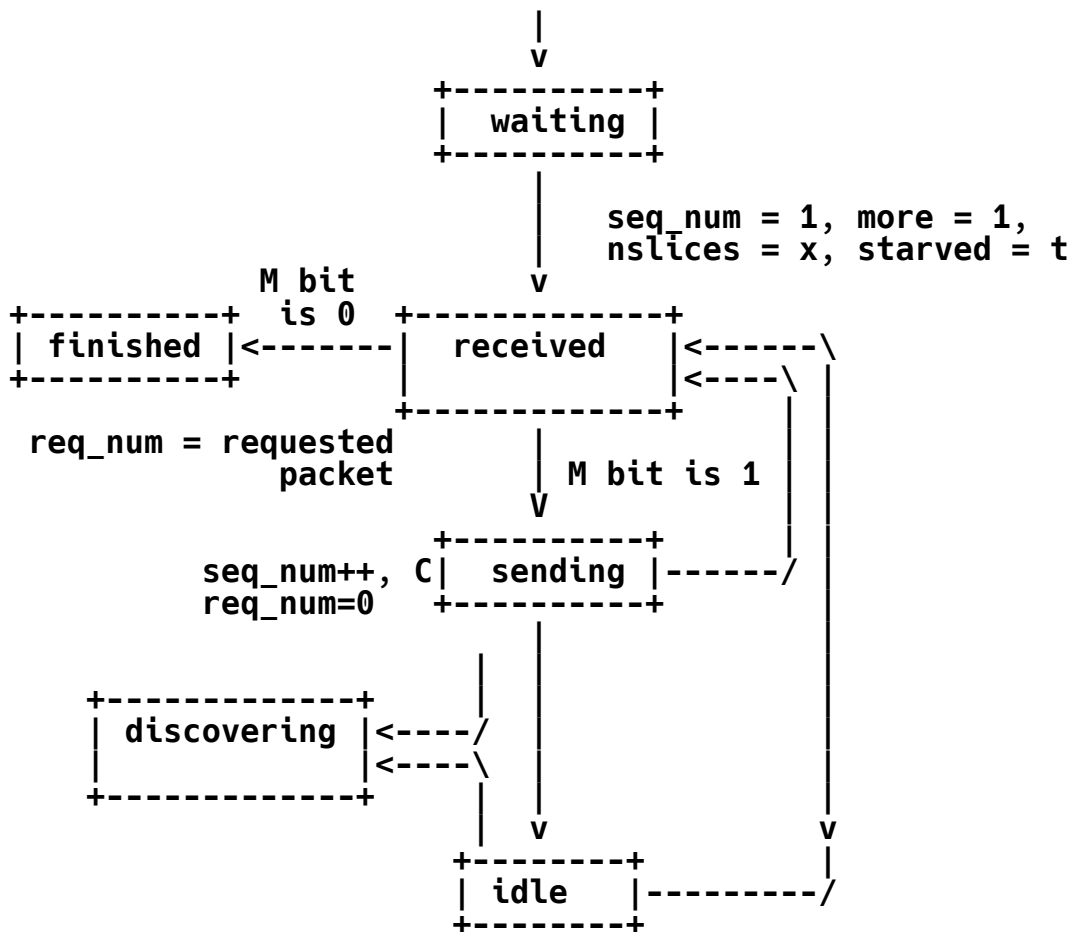 waiting
seq_num = 1, more = 1,
nslices = x, starved = t
M bit
is 0
finished
received
req_num = requested
packet
M bit is 1
seq_num++, C
req_num=0
sending
discovering
idle